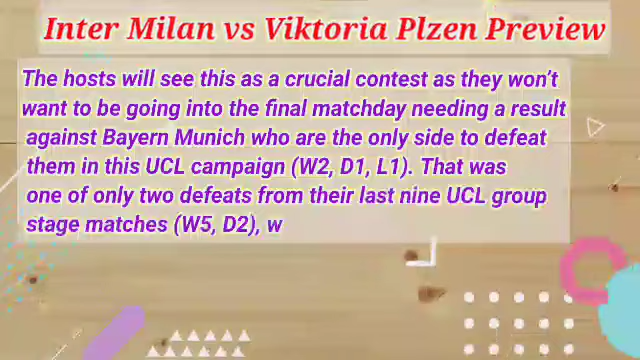 Inter Milan vs Viktoria Plzen Preview
The hosts will see this as a crucial contest as they won't
want to be going into the final matchday needing a result
against Bayern Munich who are the only side to defeat
them in this UCL campaign (W2, D1, L1). That was
one of only two defeats from their last nine UCL group
stage matches (W5, D2), w